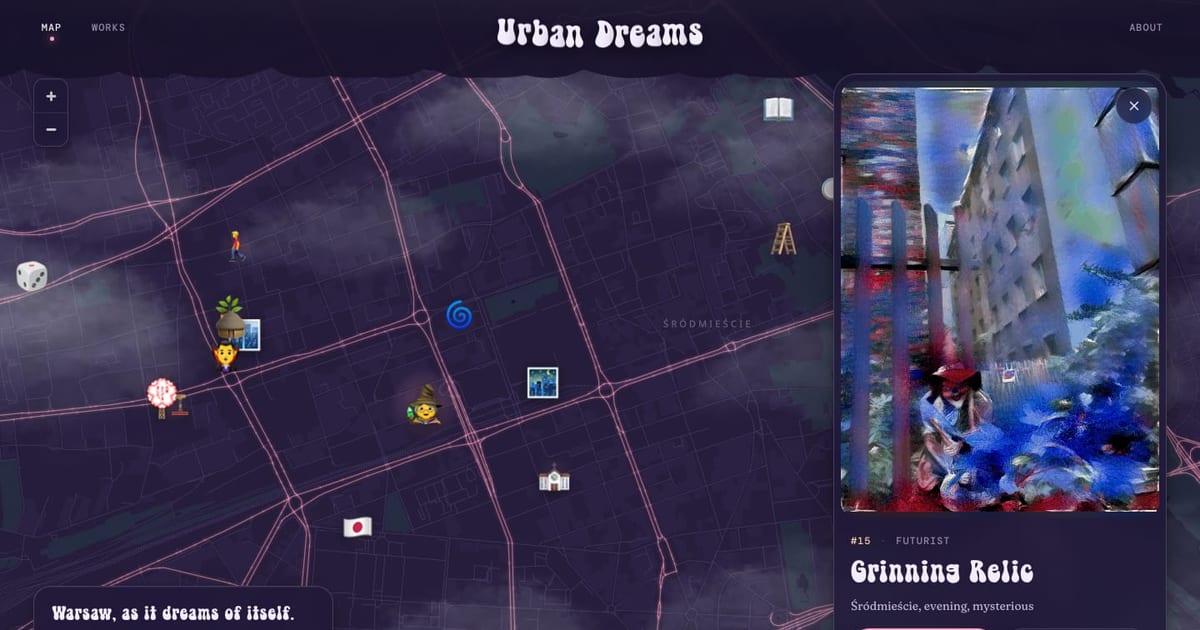 MAP
WORKS
Urban Dreams
ABOUT
+
−
ŚRÓDMIEŚCIE
#15 · FUTURIST
Grinning Relic
Śródmieście, evening, mysterious
Warsaw, as it dreams of itself.